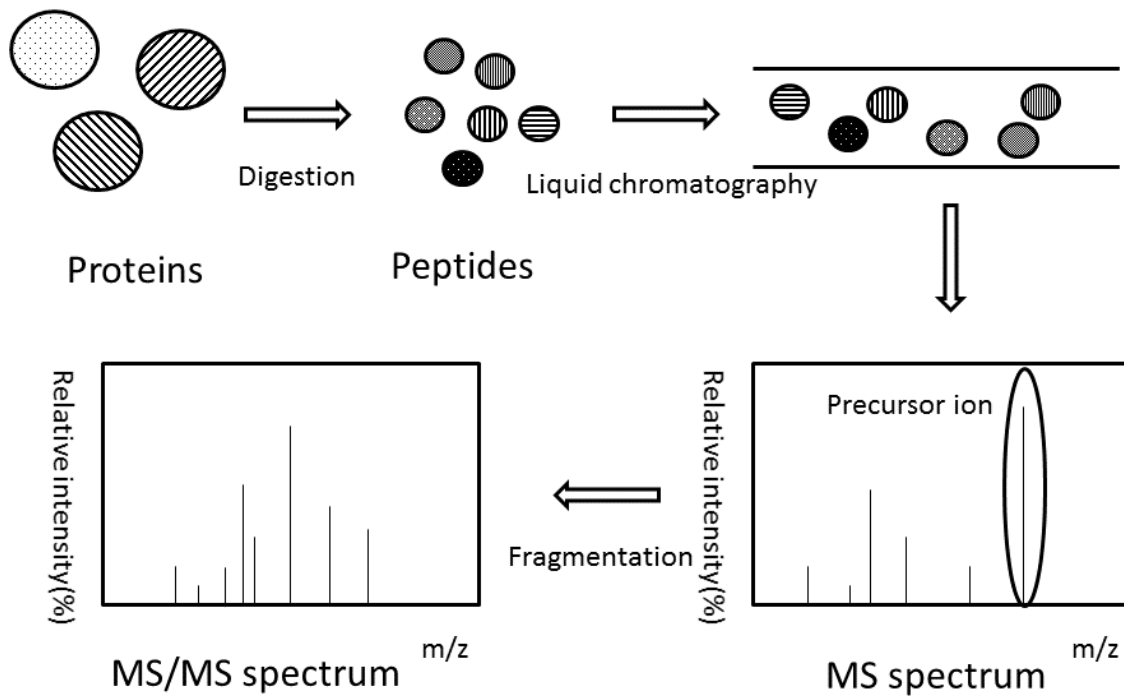 Digestion
Liquid chromatography
Proteins
Peptides
Relative intensity(%)
Precursor ion
Relative intensity(%)
Fragmentation
m/z
MS/MS spectrum
m/z
MS spectrum